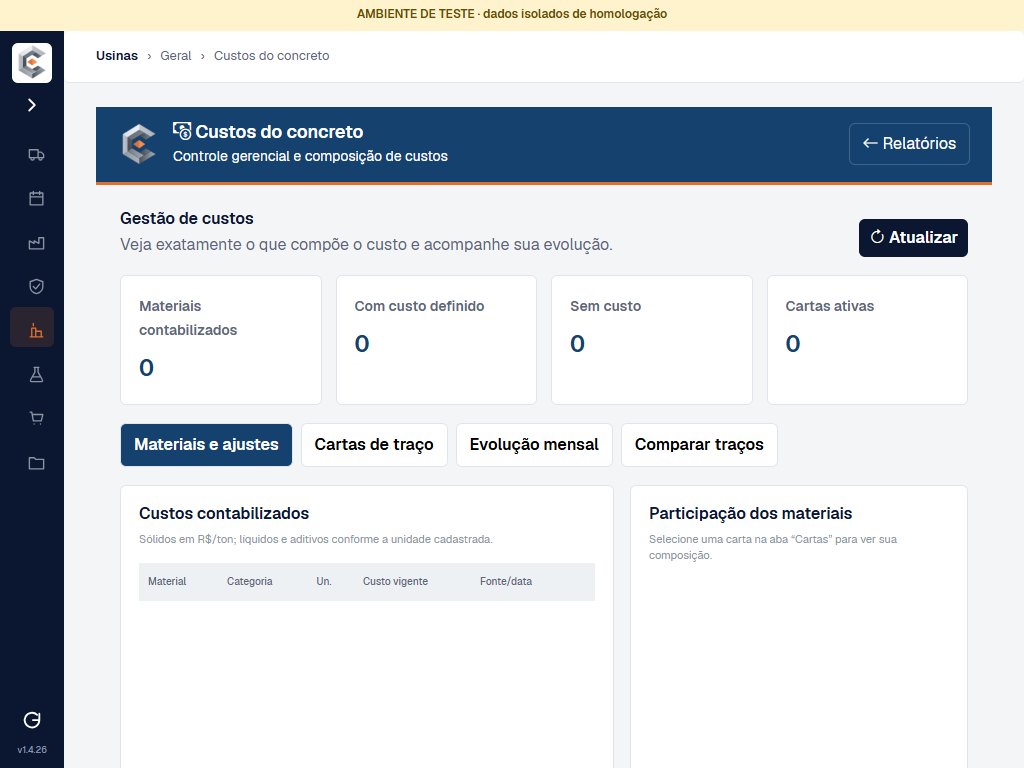 AMBIENTE DE TESTE · dados isolados de homologação
Usinas › Geral › Custos do concreto
Custos do concreto
Controle gerencial e composição de custos
← Relatórios
Gestão de custos
Veja exatamente o que compõe o custo e acompanhe sua evolução.
Atualizar
Materiais contabilizados
0
Com custo definido
0
Sem custo
0
Cartas ativas
0
Materiais e ajustes
Cartas de traço
Evolução mensal
Comparar traços
Custos contabilizados
Sólidos em R$/ton; líquidos e aditivos conforme a unidade cadastrada.
Material Categoria Un. Custo vigente Fonte/data
Participação dos materiais
Selecione uma carta na aba “Cartas” para ver sua
composição.
v1.4.26